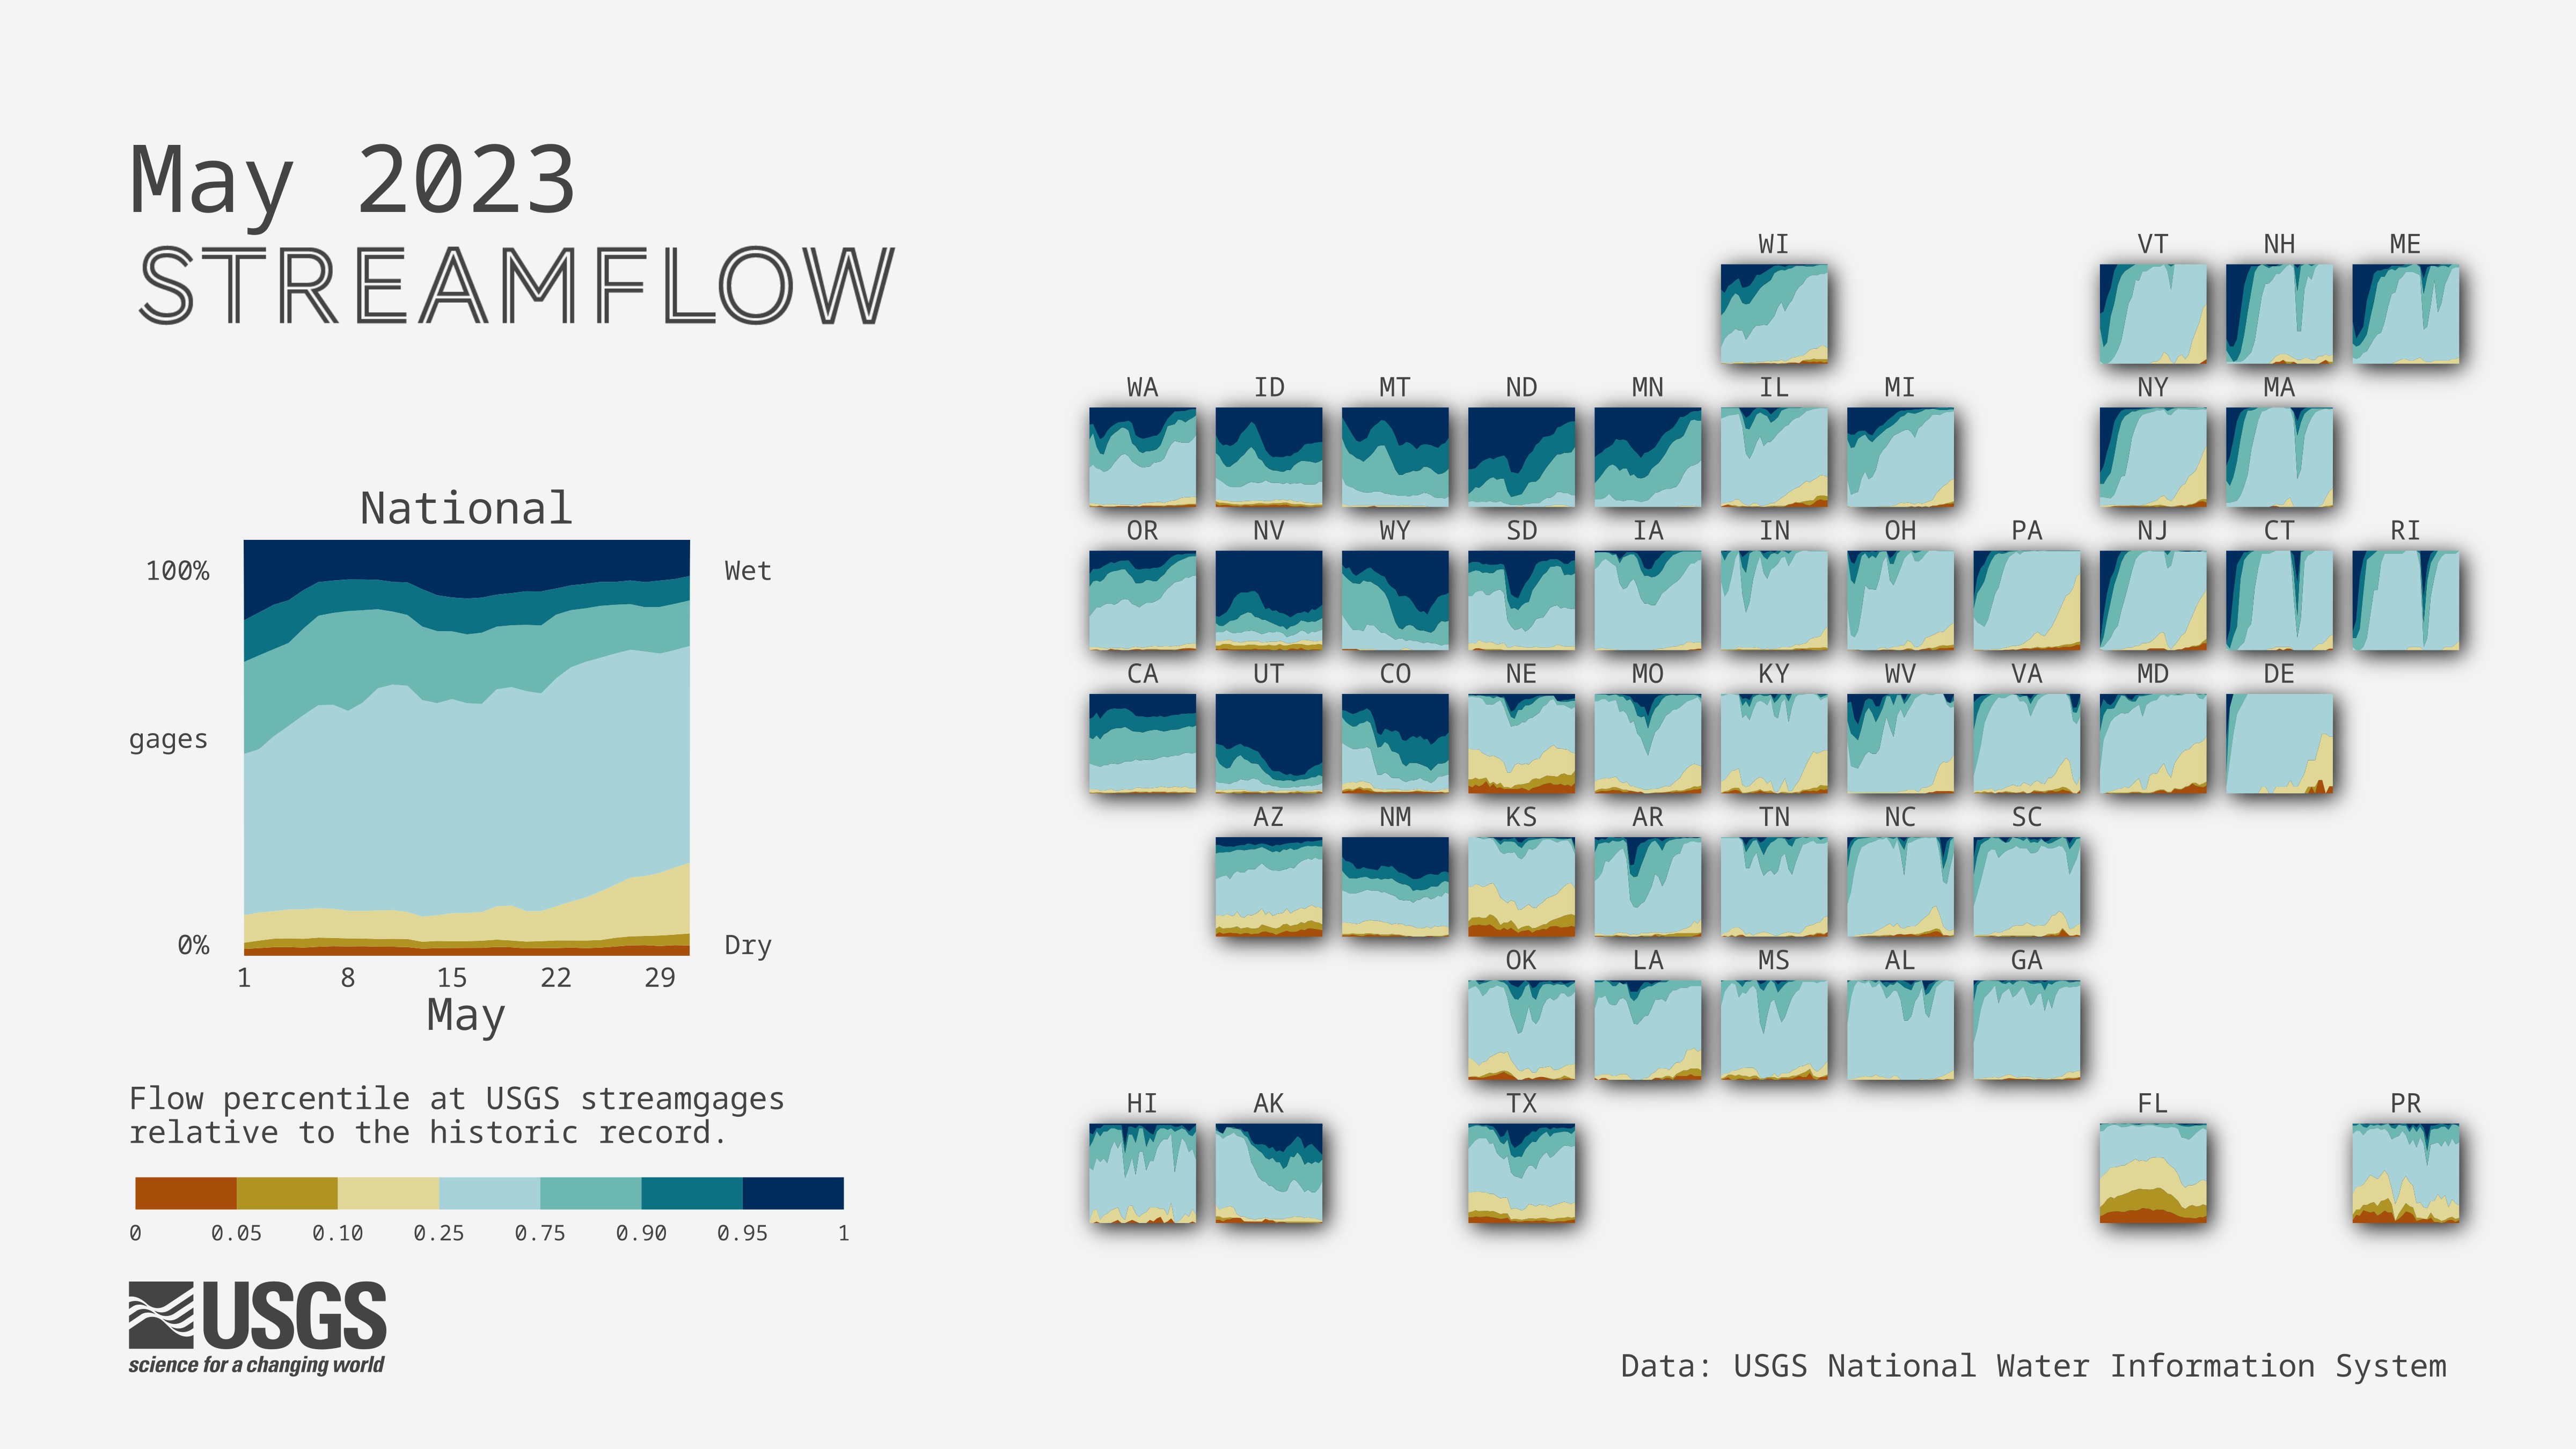 May 2023
STREAMFLOW
National
100%
Wet
gages
0%
Dry
1 8 15 22 29
May
Flow percentile at USGS streamgages
relative to the historic record.
0 0.05 0.10 0.25 0.75 0.90 0.95 1
USGS
science for a changing world
WI VT NH ME
WA ID MT ND MN IL MI NY MA
OR NV WY SD IA IN OH PA NJ CT RI
CA UT CO NE MO KY WV VA MD DE
AZ NM KS AR TN NC SC
OK LA MS AL GA
HI AK TX FL PR
Data: USGS National Water Information System